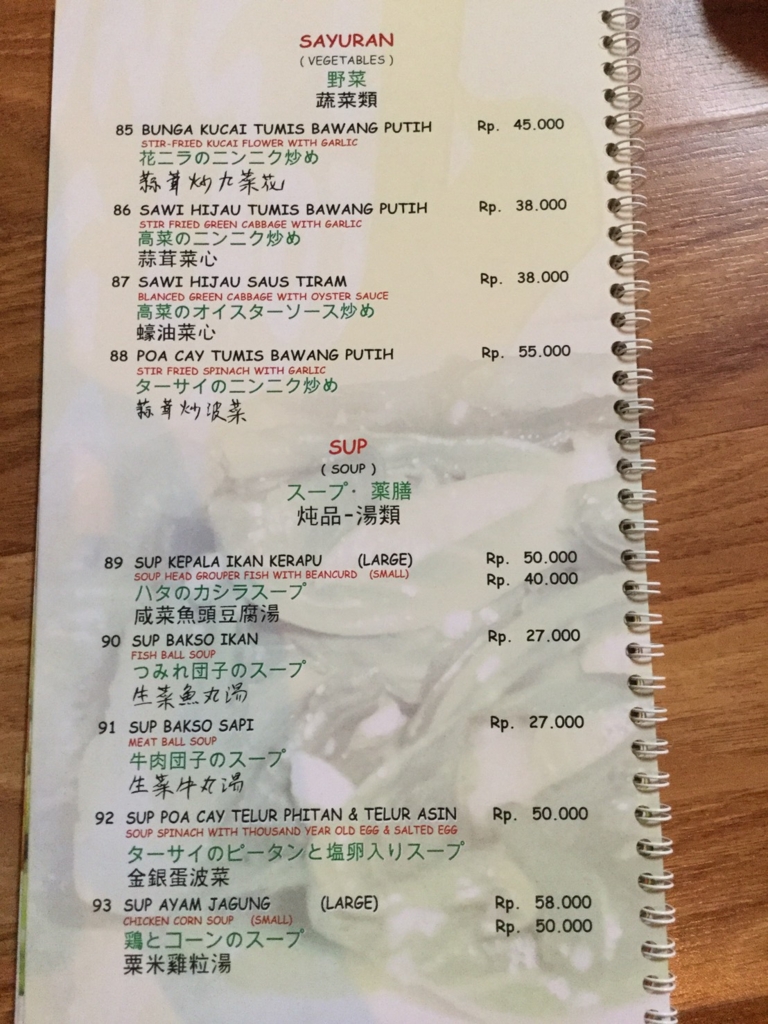 SAYURAN
( VEGETABLES )
野菜
蔬菜類
85 BUNGA KUCAI TUMIS BAWANG PUTIH Rp. 45.000
STIR-FRIED KUCAI FLOWER WITH GARLIC
花ニラのニンニク炒め
蒜茸炒九菜花
86 SAWI HIJAU TUMIS BAWANG PUTIH Rp. 38.000
STIR FRIED GREEN CABBAGE WITH GARLIC
高菜のニンニク炒め
蒜茸菜心
87 SAWI HIJAU SAUS TIRAM Rp. 38.000
BLANCED GREEN CABBAGE WITH OYSTER SAUCE
高菜のオイスターソース炒め
蠔油菜心
88 POA CAY TUMIS BAWANG PUTIH Rp. 55.000
STIR FRIED SPINACH WITH GARLIC
ターサイのニンニク炒め
蒜茸炒波菜
SUP
( SOUP )
スープ・薬膳
炖品-湯類
89 SUP KEPALA IKAN KERAPU (LARGE) Rp. 50.000
SOUP HEAD GROUPER FISH WITH BEANCURD (SMALL) Rp. 40.000
ハタのカシラスープ
咸菜魚頭豆腐湯
90 SUP BAKSO IKAN Rp. 27.000
FISH BALL SOUP
つみれ団子のスープ
生菜魚丸湯
91 SUP BAKSO SAPI Rp. 27.000
MEAT BALL SOUP
牛肉団子のスープ
生菜牛丸湯
92 SUP POA CAY TELUR PHITAN & TELUR ASIN Rp. 50.000
SOUP SPINACH WITH THOUSAND YEAR OLD EGG & SALTED EGG
ターサイのピータンと塩卵入りスープ
金銀蛋波菜
93 SUP AYAM JAGUNG (LARGE) Rp. 58.000
CHICKEN CORN SOUP (SMALL) Rp. 50.000
鶏とコーンのスープ
粟米雞粒湯